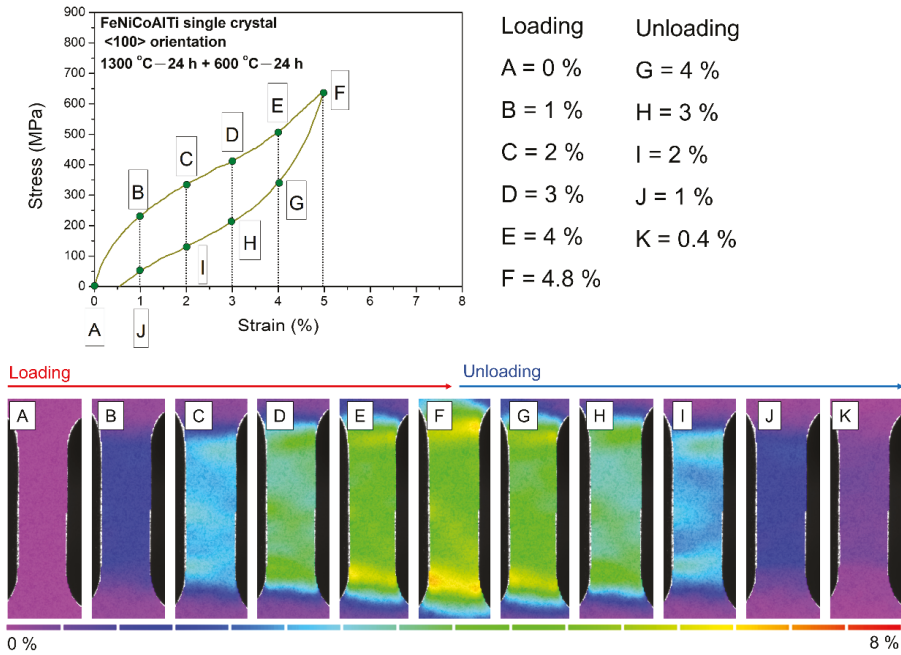 FeNiCoAlTi single crystal
<100> orientation
1300 °C—24 h + 600 °C—24 h
Stress (MPa)
900
800
700
600
500
400
300
200
100
0
0 1 2 3 4 5 6 7 8
Strain (%)
A
B
C
D
E
F
G
H
I
J
Loading
A = 0 %
B = 1 %
C = 2 %
D = 3 %
E = 4 %
F = 4.8 %
Unloading
G = 4 %
H = 3 %
I = 2 %
J = 1 %
K = 0.4 %
Loading Unloading
A B C D E F G H I J K
0 % 8 %